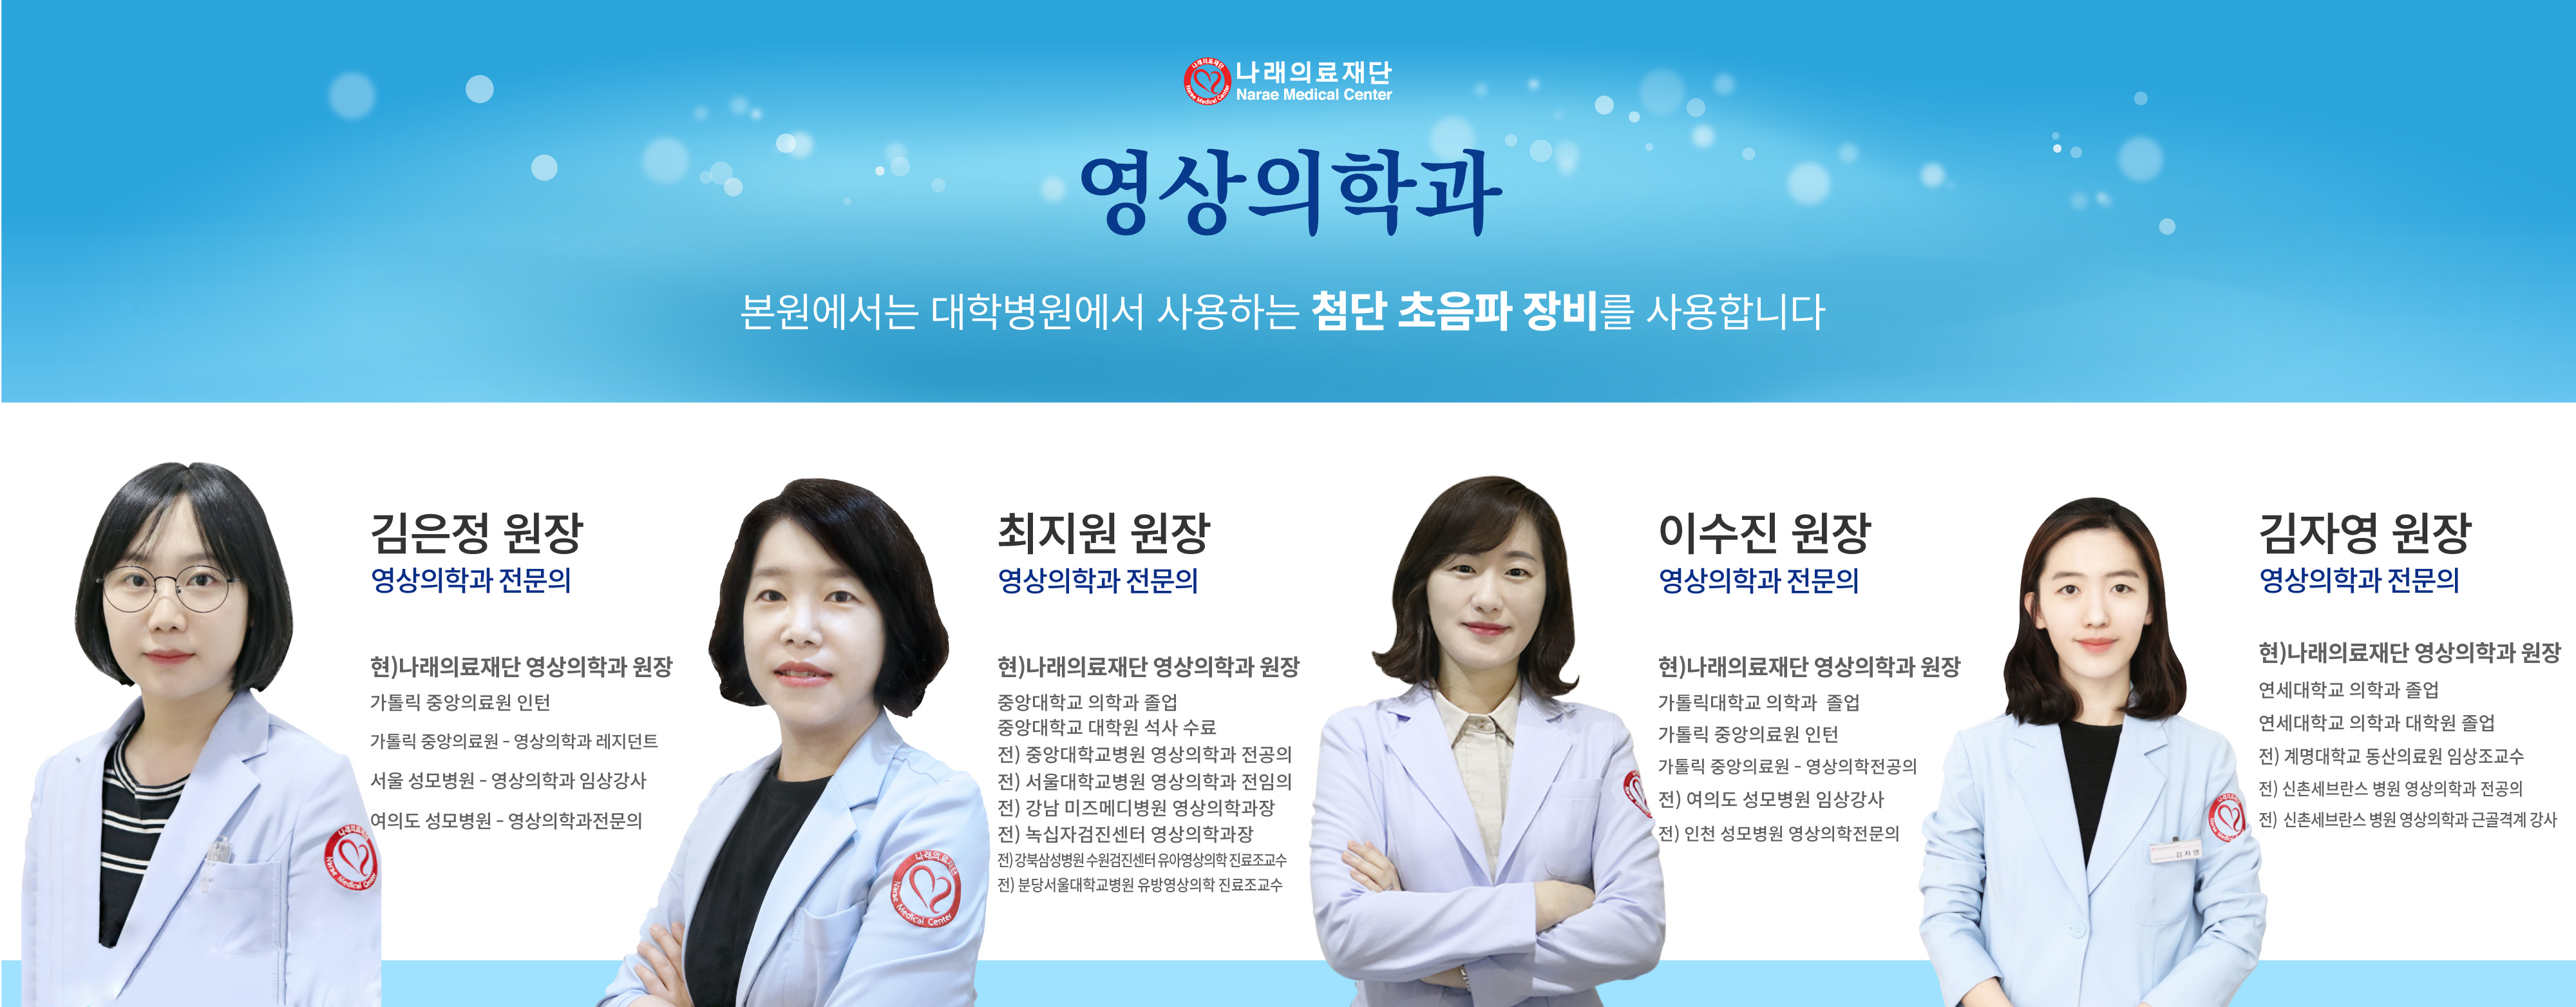 나래의료재단
Narae Medical Center
영상의학과
본원에서는 대학병원에서 사용하는 첨단 초음파 장비를 사용합니다
김은정 원장
영상의학과 전문의
현)나래의료재단 영상의학과 원장
가톨릭 중앙의료원 인턴
가톨릭 중앙의료원 - 영상의학과 레지던트
서울 성모병원 - 영상의학과 임상강사
여의도 성모병원 - 영상의학과전문의
나래의료재단
Narae Medical Center
최지원 원장
영상의학과 전문의
현)나래의료재단 영상의학과 원장
중앙대학교 의학과 졸업
중앙대학교 대학원 석사 수료
전) 중앙대학교병원 영상의학과 전공의
전) 서울대학교병원 영상의학과 전임의
전) 강남 미즈메디병원 영상의학과장
전) 녹십자검진센터 영상의학과장
전) 강북삼성병원 수원검진센터 유아영상의학 진료조교수
전) 분당서울대학교병원 유방영상의학 진료조교수
나래의료재단
Narae Medical Center
이수진 원장
영상의학과 전문의
현)나래의료재단 영상의학과 원장
가톨릭대학교 의학과 졸업
가톨릭 중앙의료원 인턴
가톨릭 중앙의료원 - 영상의학전공의
전) 여의도 성모병원 임상강사
전) 인천 성모병원 영상의학전문의
김자영 원장
영상의학과 전문의
현)나래의료재단 영상의학과 원장
연세대학교 의학과 졸업
연세대학교 의학과 대학원 졸업
전) 계명대학교 동산의료원 임상조교수
전) 신촌세브란스 병원 영상의학과 전공의
전) 신촌세브란스 병원 영상의학과 근골격계 강사
김자영